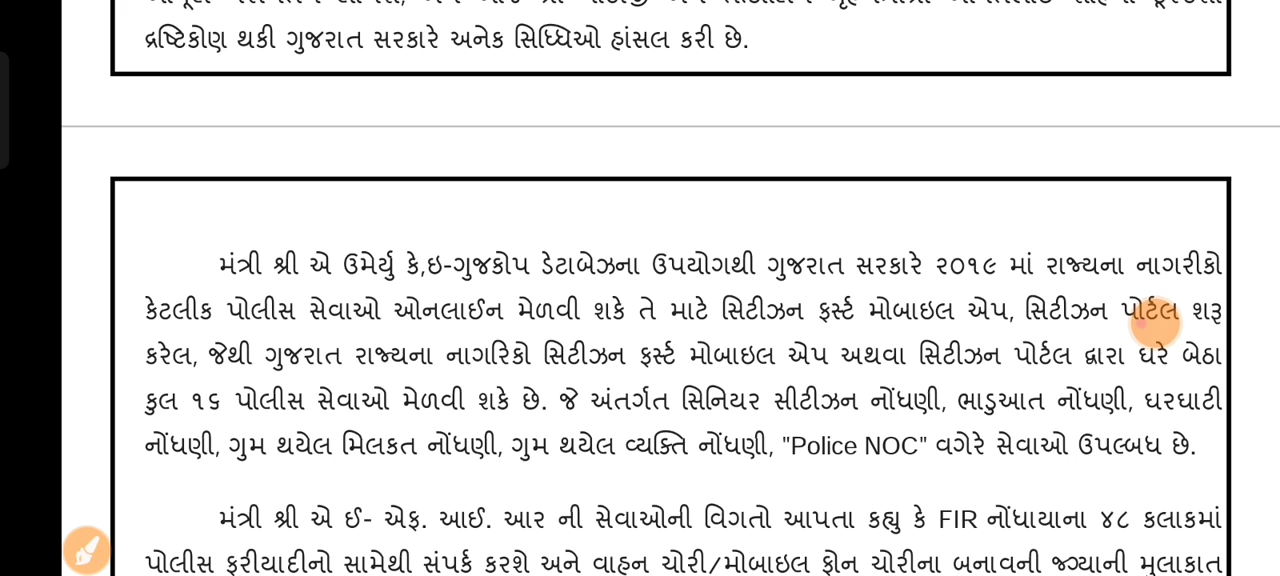 દ્રષ્ટિકોણ થકી ગુજરાત સરકારે અનેક સિધ્ધિઓ હાંસલ કરી છે.
મંત્રી શ્રી એ ઉમેર્યુ કે,ઇ-ગુજકોપ ડેટાબેઝના ઉપયોગથી ગુજરાત સરકારે ૨૦૧૯ માં રાજ્યના નાગરીકો
કેટલીક પોલીસ સેવાઓ ઓનલાઈન મેળવી શકે તે માટે સિટીઝન ફર્સ્ટ મોબાઇલ એપ, સિટીઝન પોર્ટલ શરૂ
કરેલ, જેથી ગુજરાત રાજ્યના નાગરિકો સિટીઝન ફર્સ્ટ મોબાઇલ એપ અથવા સિટીઝન પોર્ટલ દ્વારા ઘરે બેઠા
કુલ ૧૬ પોલીસ સેવાઓ મેળવી શકે છે. જે અંતર્ગત સિનિયર સીટીઝન નોંધણી, ભાડુઆત નોંધણી, ઘરઘાટી
નોંધણી, ગુમ થયેલ મિલકત નોંધણી, ગુમ થયેલ વ્યક્તિ નોંધણી, "Police NOC" વગેરે સેવાઓ ઉપલ્બધ છે.
મંત્રી શ્રી એ ઈ- એફ. આઈ. આર ની સેવાઓની વિગતો આપતા કહ્યુ કે FIR નોંધાયાના ૪૮ કલાકમાં
પોલીસ ફરીયાદીનો સામેથી સંપર્ક કરશે અને વાહન ચોરી/મોબાઇલ ફોન ચોરીના બનાવની જગ્યાની મુલાકાત